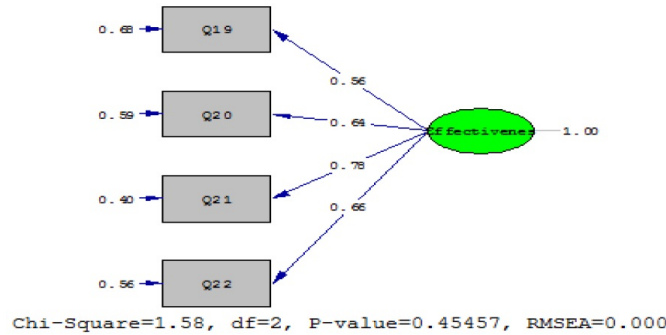 0.68 Q19
0.56
0.59 Q20 0.64 Effectivenes 1.00
0.78
0.40 Q21
0.66
0.56 Q22
Chi-Square=1.58, df=2, P-value=0.45457, RMSEA=0.000